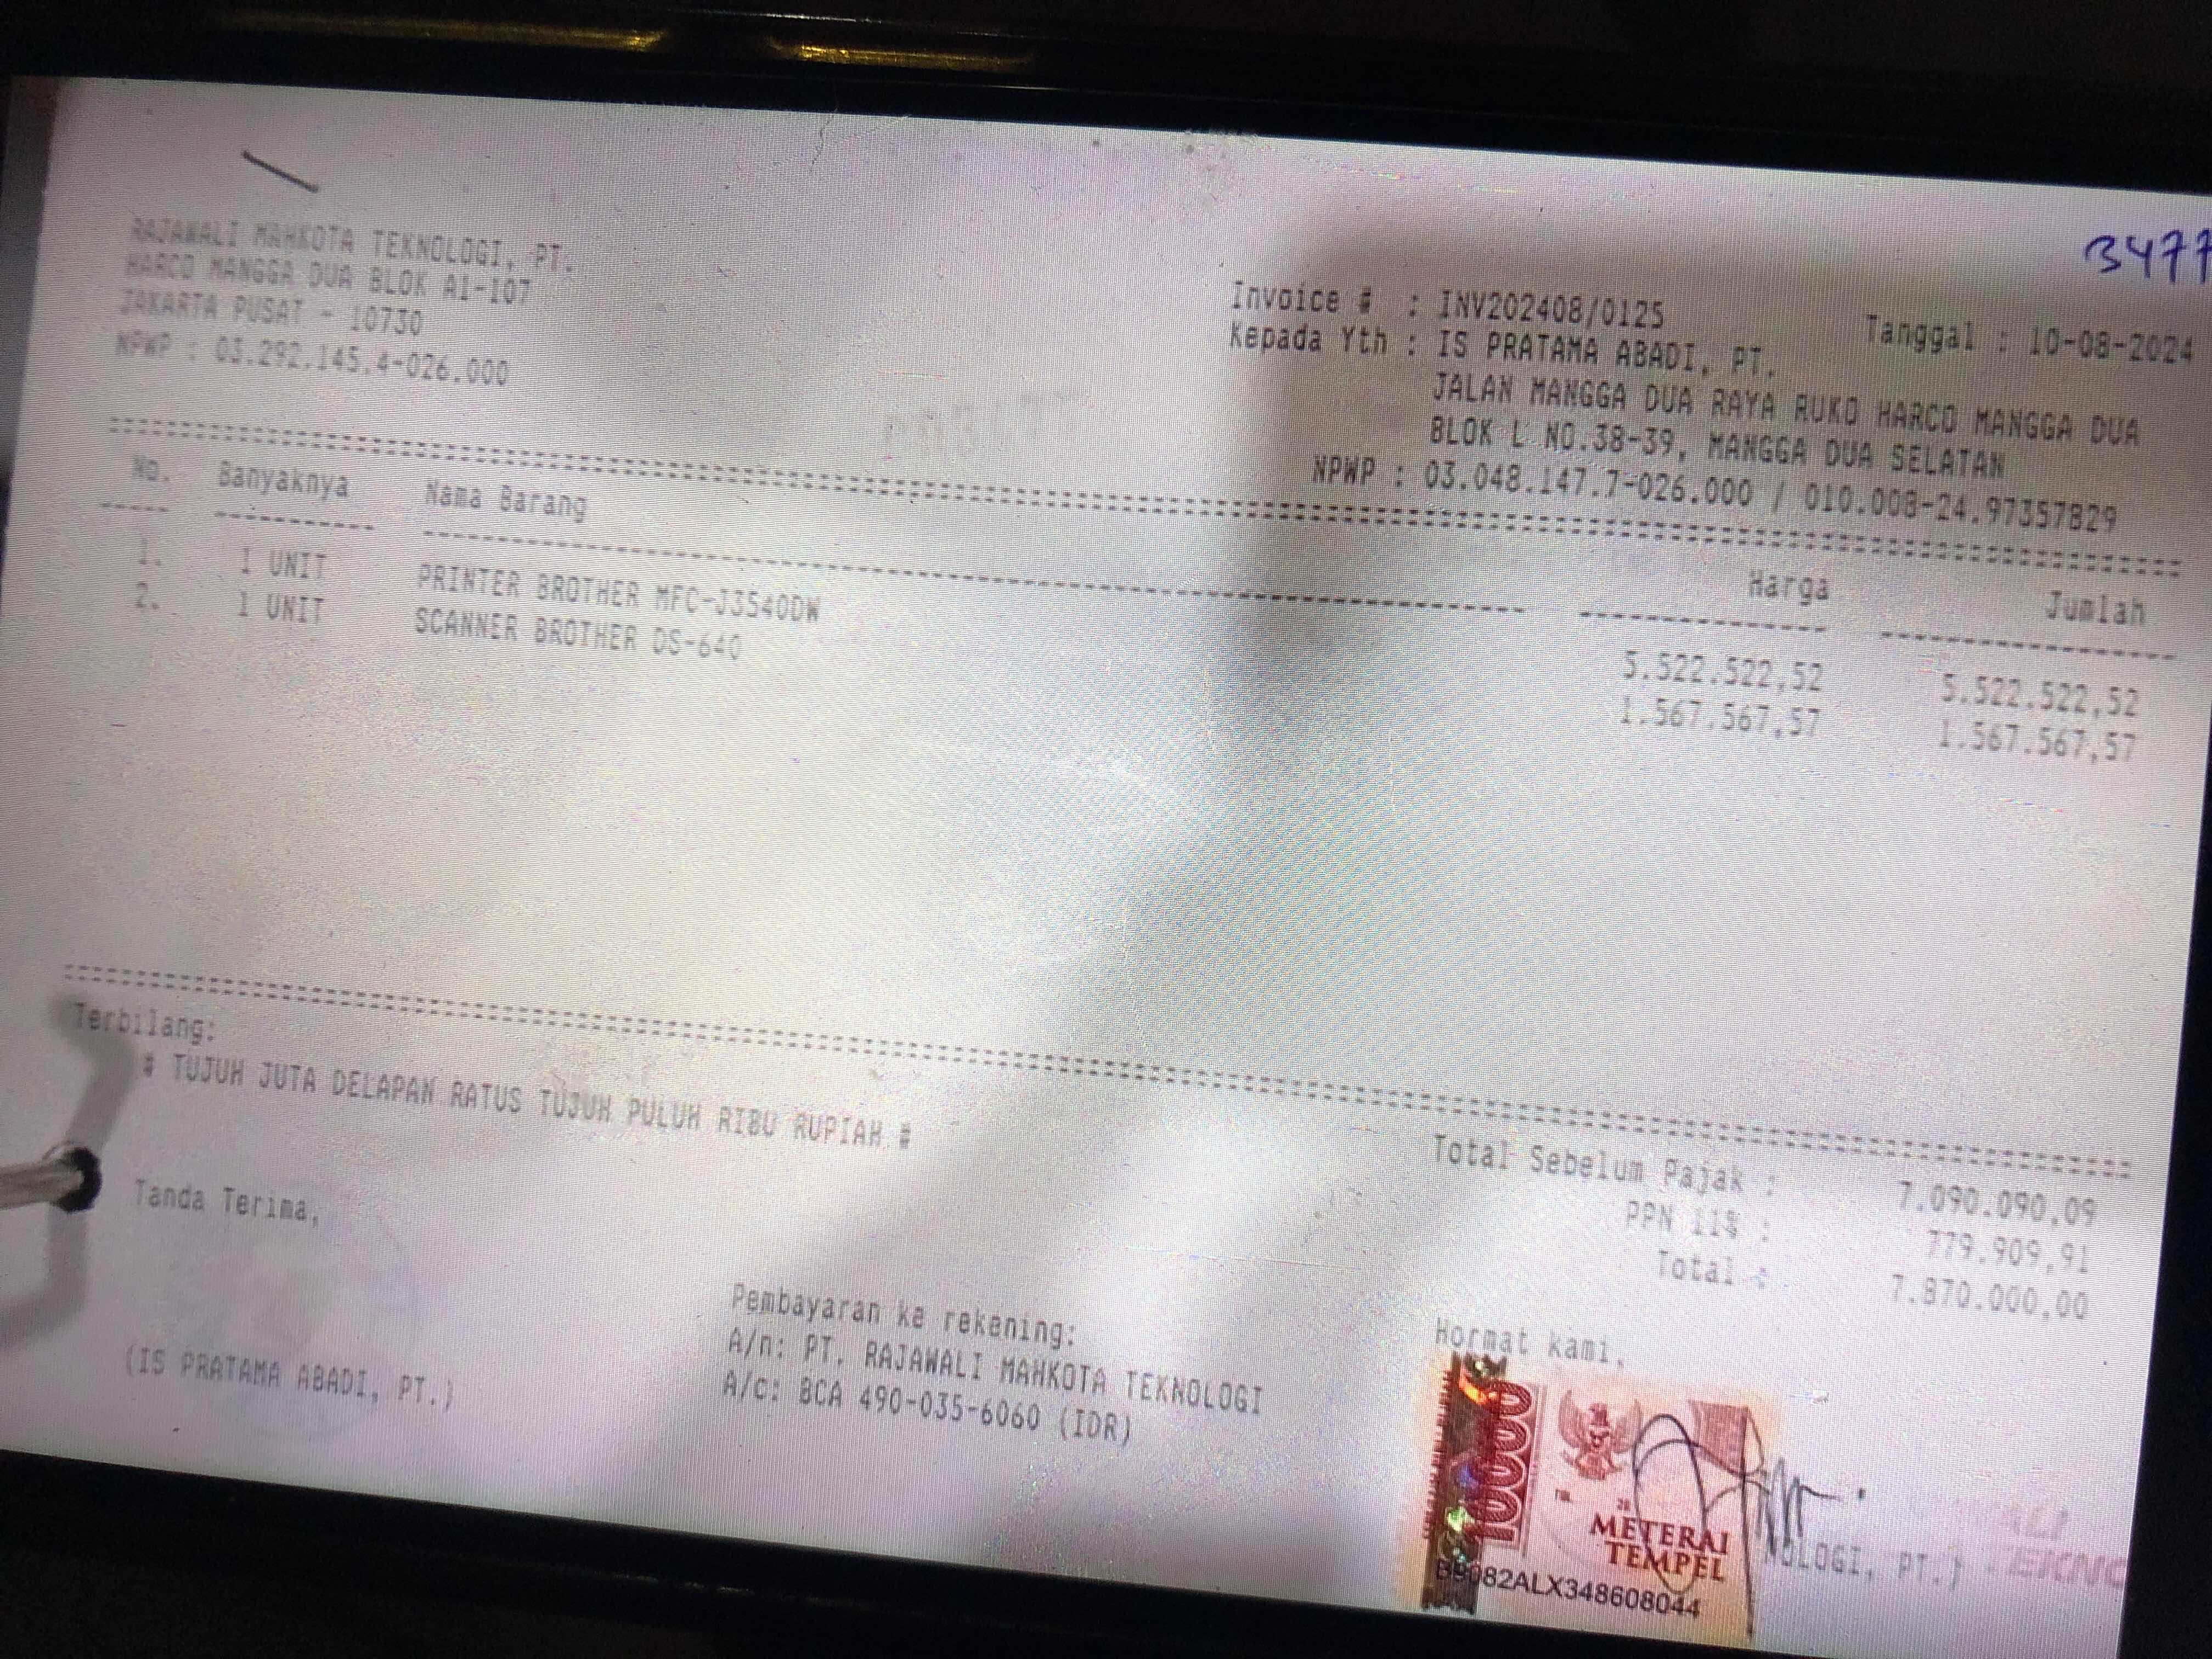 3477
RAJAWALI MAHKOTA TEKNOLOGI, PT.
HARCO MANGGA DUA BLOK A1-107
JAKARTA PUSAT - 10730
NPWP : 03.292.145.4-026.000
Invoice # : INV202408/0125
Tanggal : 10-08-2024
Kepada Yth : IS PRATAMA ABADI, PT.
JALAN MANGGA DUA RAYA RUKO HARCO MANGGA DUA
BLOK L NO.38-39, MANGGA DUA SELATAN
NPWP : 03.048.147.7-026.000 / 010.008-24.97357829
No. Banyaknya Nama Barang Harga Jumlah
1. 1 UNIT PRINTER BROTHER MFC-J3540DW 5.522.522,52 5.522.522,52
2. 1 UNIT SCANNER BROTHER DS-640 1.567.567,57 1.567.567,57
Terbilang:
# TUJUH JUTA DELAPAN RATUS TUJUH PULUH RIBU RUPIAH #
Total Sebelum Pajak : 7.090.090,09
PPN 11% : 779.909,91
Total : 7.870.000,00
Tanda Terima,
(IS PRATAMA ABADI, PT.)
Pembayaran ke rekening:
A/n: PT. RAJAWALI MAHKOTA TEKNOLOGI
A/c: BCA 490-035-6060 (IDR)
Hormat kami,
10000
METERAI
TEMPEL
NOLOGI, PT.)